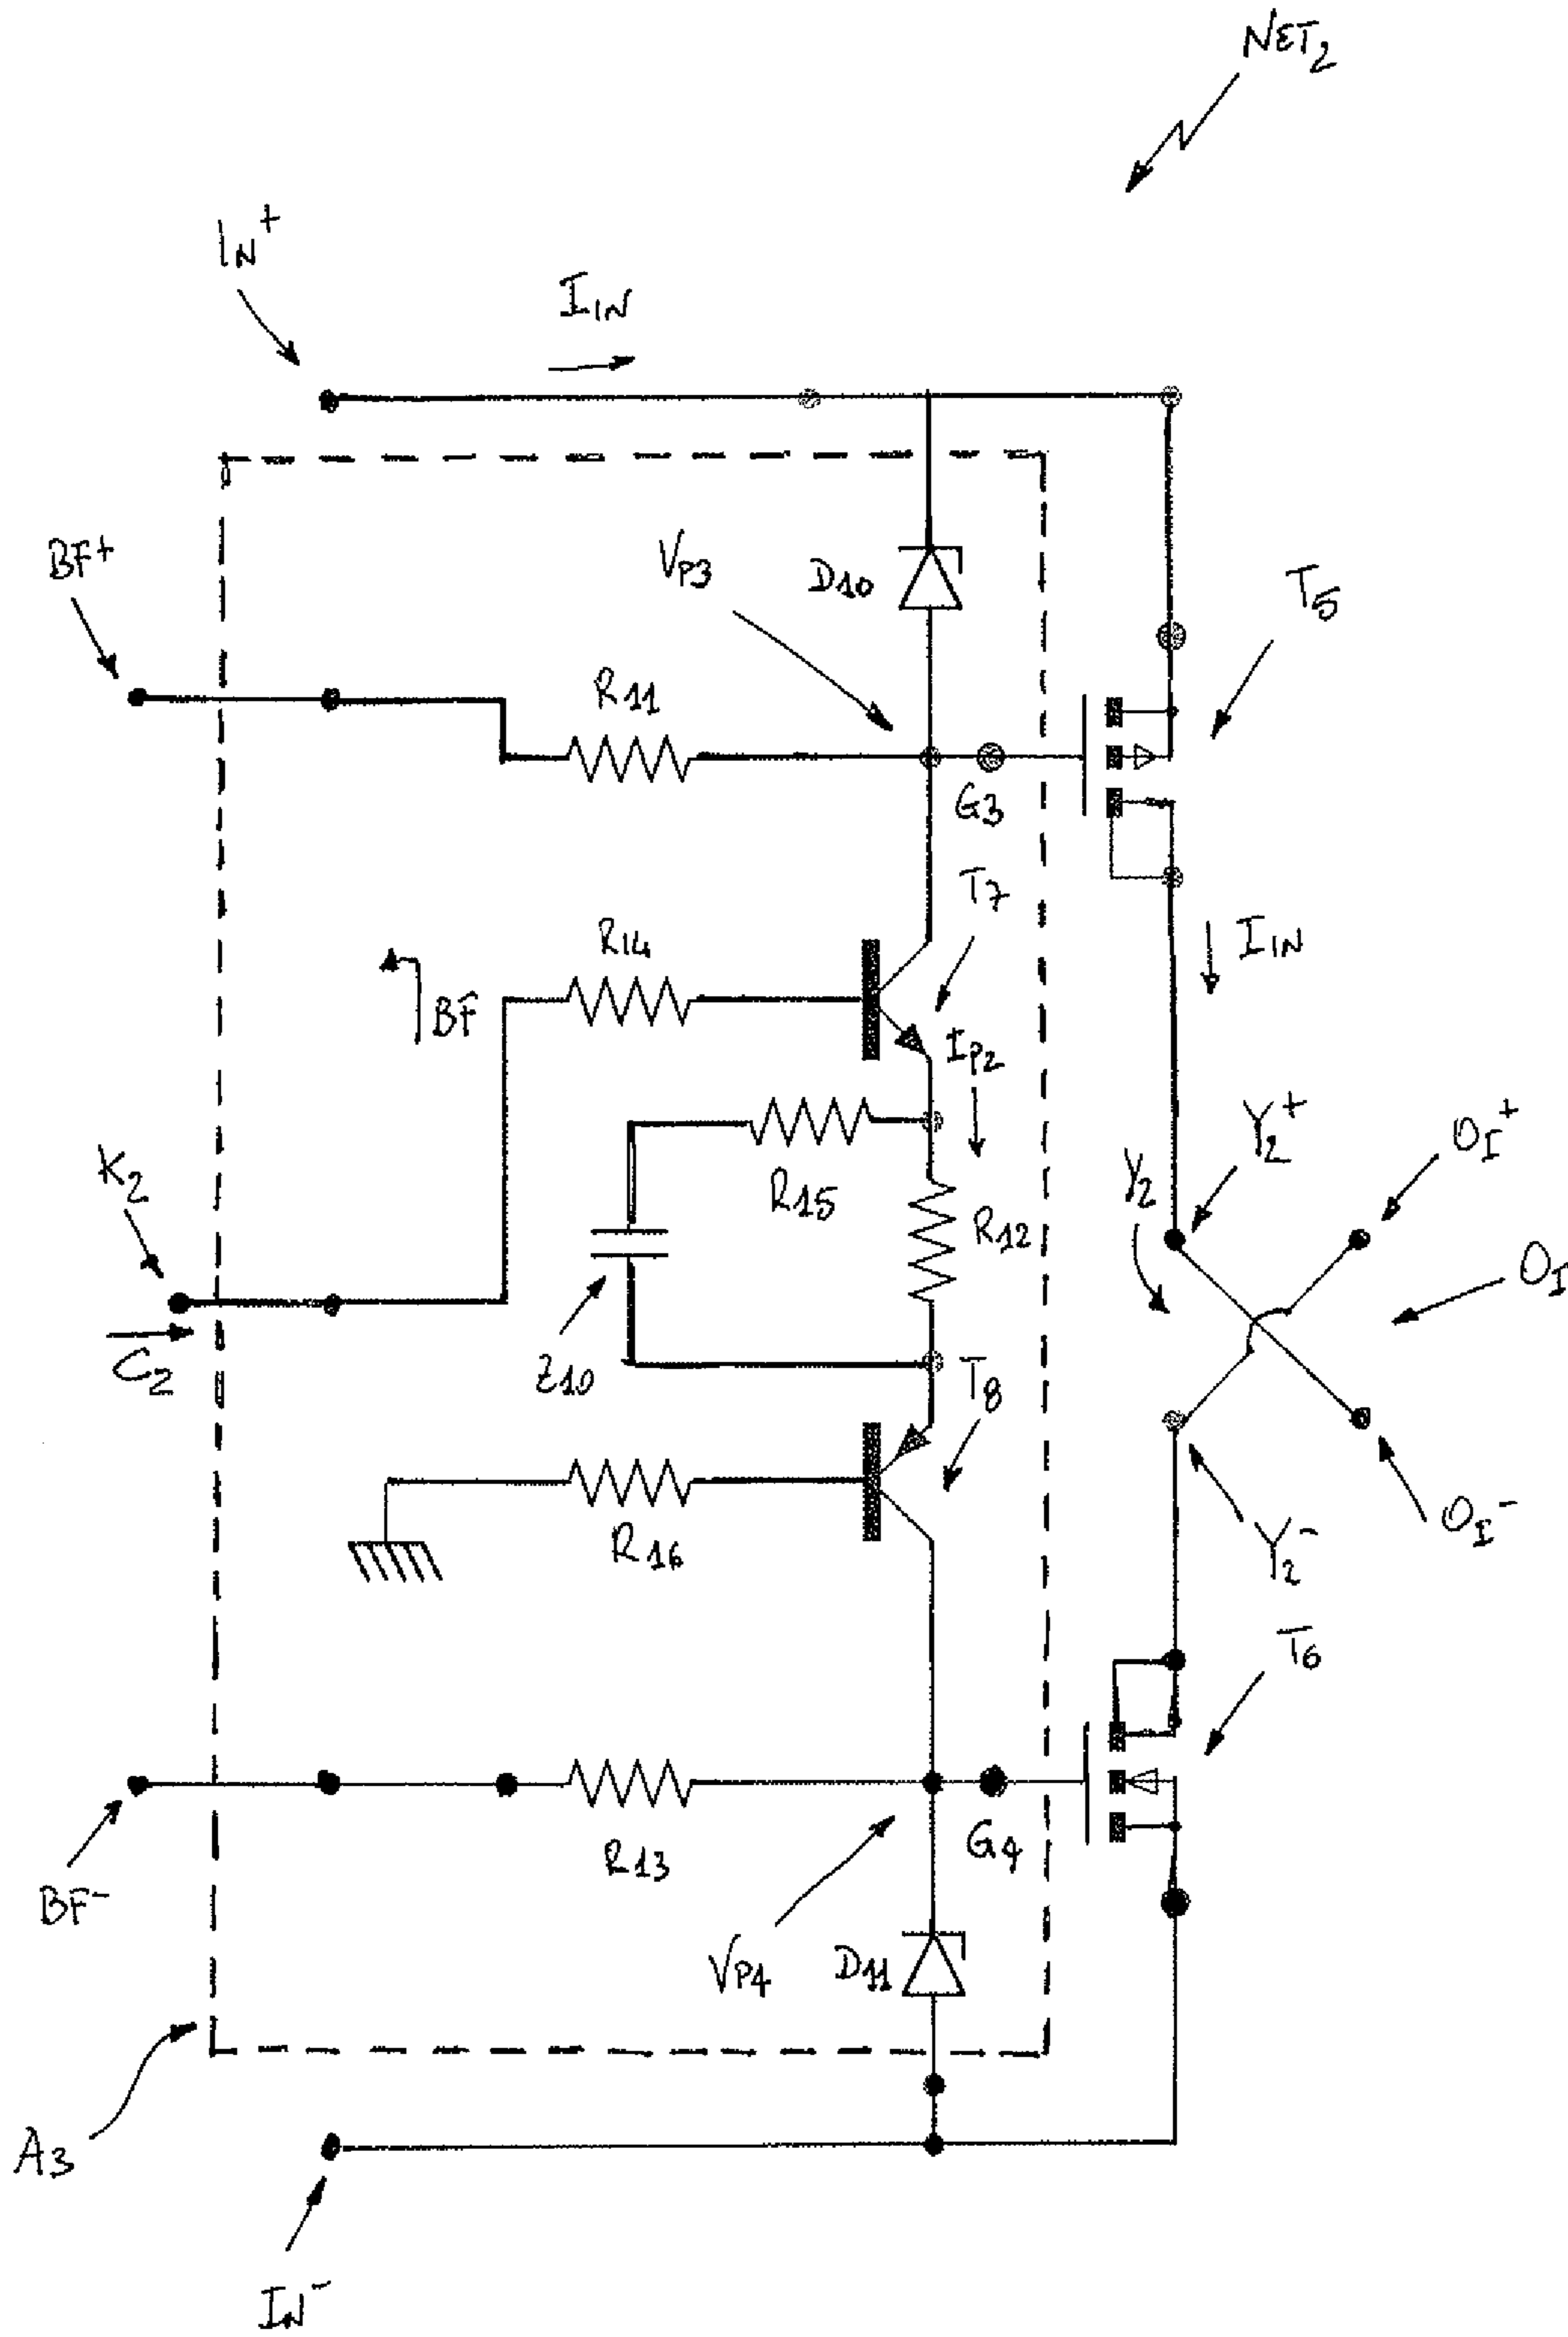 NET2
IN+
IIN
BF+
VP3
D10
T5
R11
G3
T7
R14
BF
IP2
IIN
K2
R15
R12
Y2
Y2+
OI+
OI
C2
Z10
T8
R16
Y2-
OI-
T6
R13
G4
BF-
VP4
D11
A3
IN-